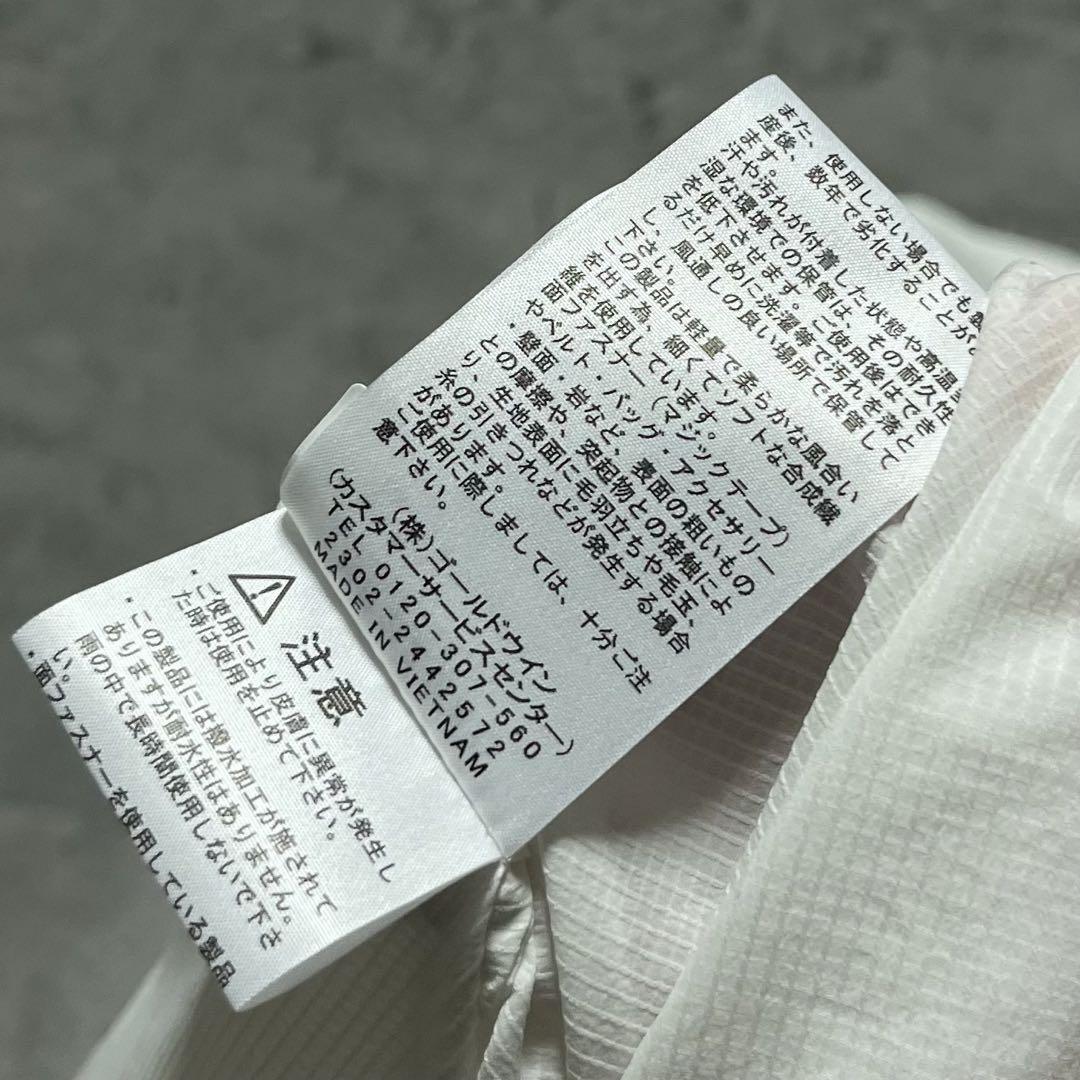 また、使用しない場合でも
産後、数年で劣化することが
ます。
汗や汚れが付着した状態や高温
湿な環境での保管は、その耐久性
を低下させます。ご使用後はでき
るだけ早めに洗濯等で汚れを落と
し、風通しの良い場所で保管して
下さい。
この製品は軽量で柔らかな風合い
を出す為、細くてソフトな合成繊
維を使用しています。
面ファスナー(マジックテープ)
やベルト・バッグ・アクセサリー
・壁面・岩など、表面の粗いもの
との摩擦や、突起物との接触によ
り、生地表面に毛羽立ちや毛玉、
糸の引きつれなどが発生する場合
があります。
ご使用に際しましては、十分ご注
意下さい。
(株)ゴールドウイン
(カスタマーサービスセンター)
TEL 0120-307-560
2302-2442572
MADE IN VIETNAM
注意
・ご使用により皮膚に異常が発生し
た時は使用を止めて下さい。
・この製品には撥水加工が施されて
ありますが耐水性はありません。
雨の中で長時間使用しないで下さ
い。
・面ファスナーを使用している製品